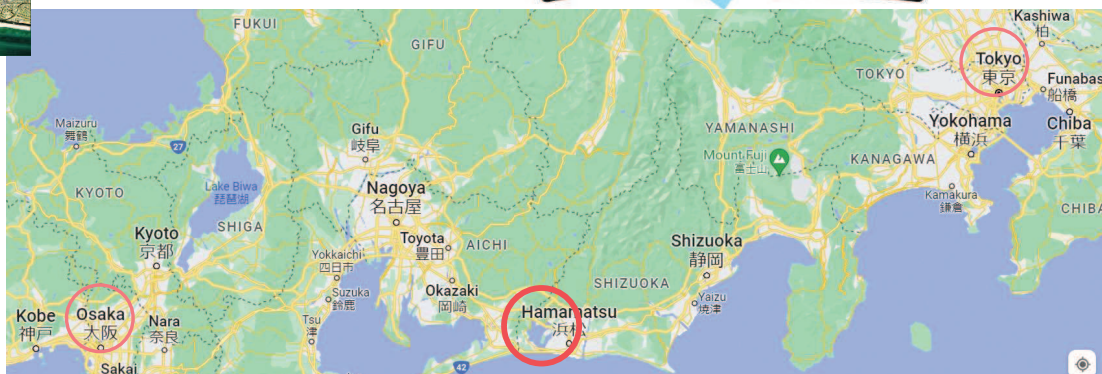 FUKUI
GIFU
Kashiwa
柏
Tokyo
東京
TOKYO
Funabas
船橋
Maizuru
舞鶴
27
Gifu
岐阜
YAMANASHI
Yokohama
横浜
Chiba
千葉
Mount Fuji
富士山
KANAGAWA
KYOTO
Lake Biwa
琵琶湖
Nagoya
名古屋
Kamakura
鎌倉
CHIBA
Kyoto
京都
SHIGA
Toyota
豊田
AICHI
Shizuoka
静岡
Yokkaichi
四日市
Okazaki
岡崎
SHIZUOKA
Suzuka
鈴鹿
Yaizu
焼津
Kobe
神戸
Osaka
大阪
Nara
奈良
Tsu
津
Hamamatsu
浜松
Sakai
42